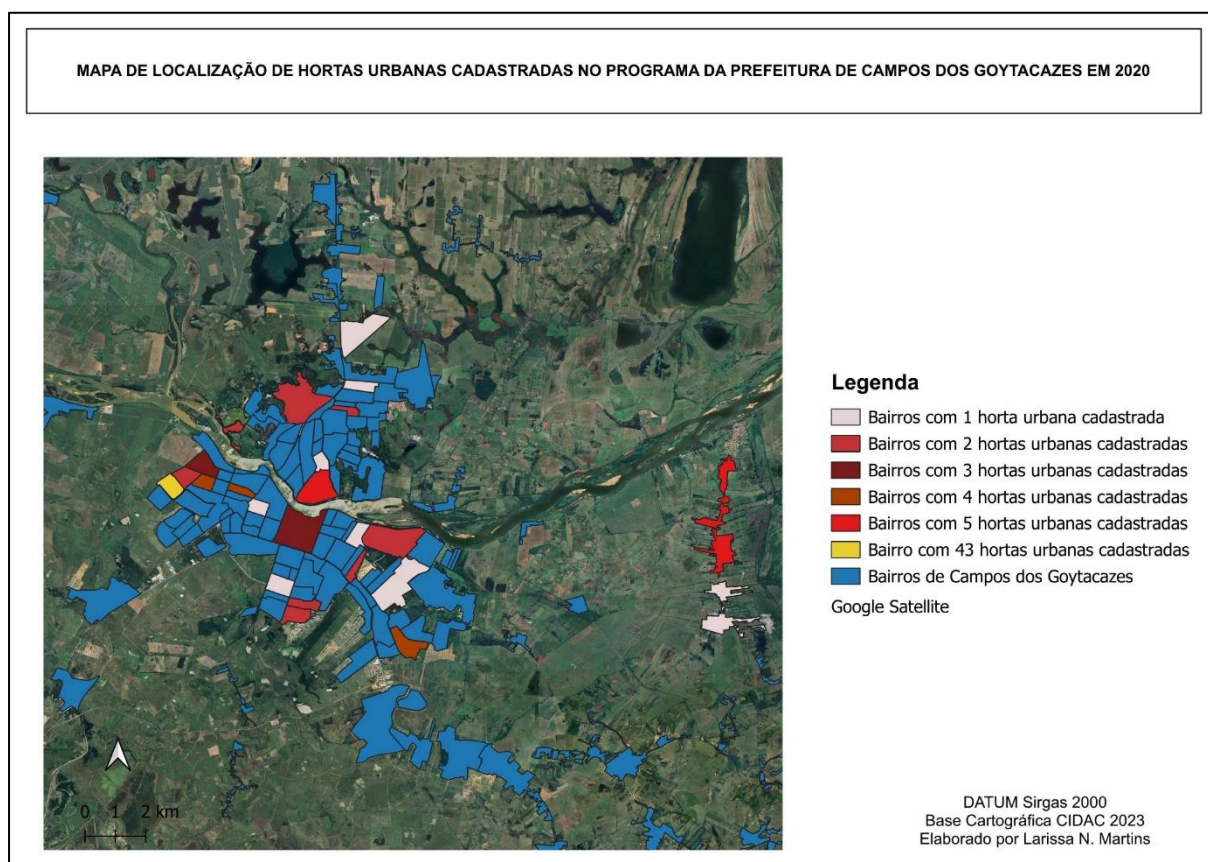 MAPA DE LOCALIZAÇÃO DE HORTAS URBANAS CADASTRADAS NO PROGRAMA DA PREFEITURA DE CAMPOS DOS GOYTACAZES EM 2020
Legenda
Bairros com 1 horta urbana cadastrada
Bairros com 2 hortas urbanas cadastradas
Bairros com 3 hortas urbanas cadastradas
Bairros com 4 hortas urbanas cadastradas
Bairros com 5 hortas urbanas cadastradas
Bairro com 43 hortas urbanas cadastradas
Bairros de Campos dos Goytacazes
Google Satellite
0 1 2 km
DATUM Sirgas 2000
Base Cartográfica CIDAC 2023
Elaborado por Larissa N. Martins